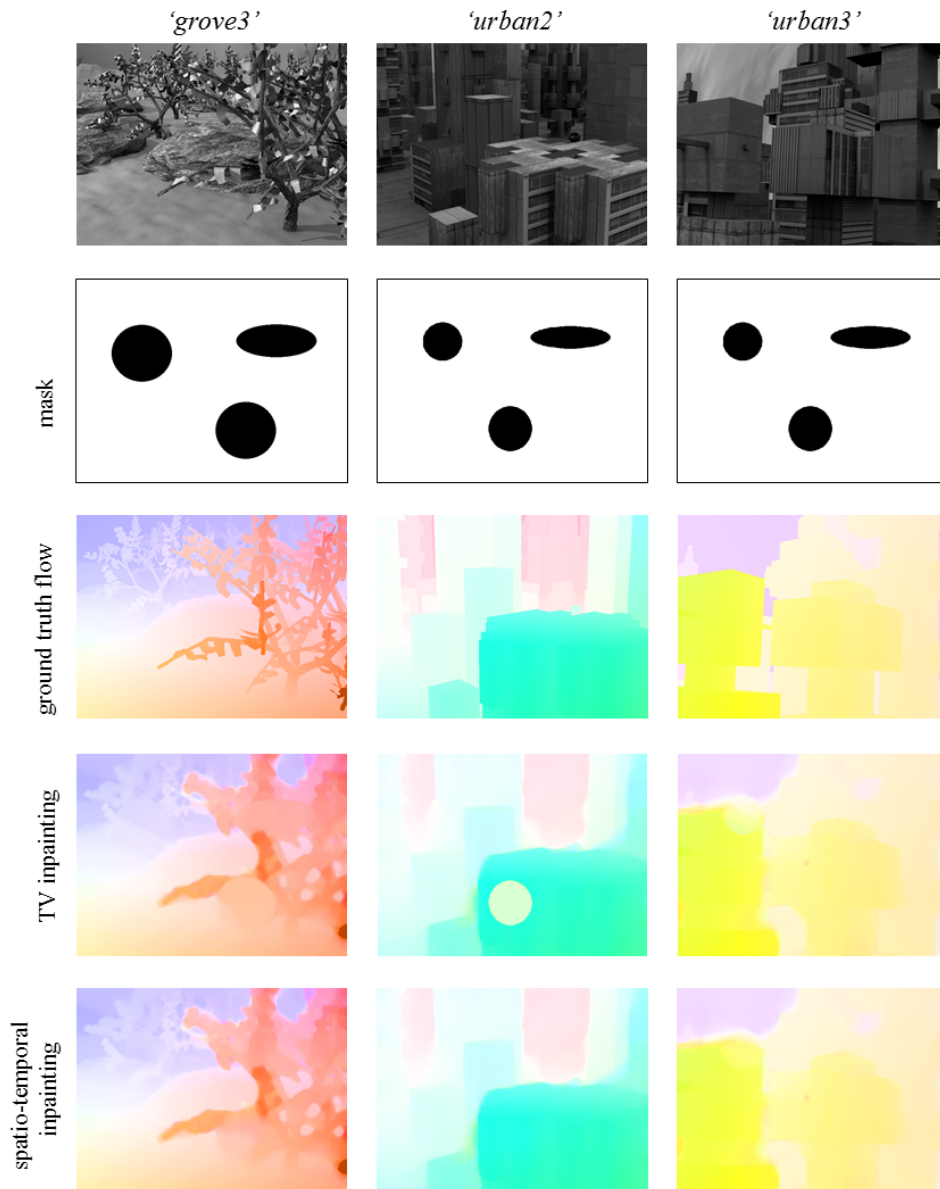 ‘grove3’
‘urban2’
‘urban3’
mask
ground truth flow
TV inpainting
spatio-temporal
inpainting